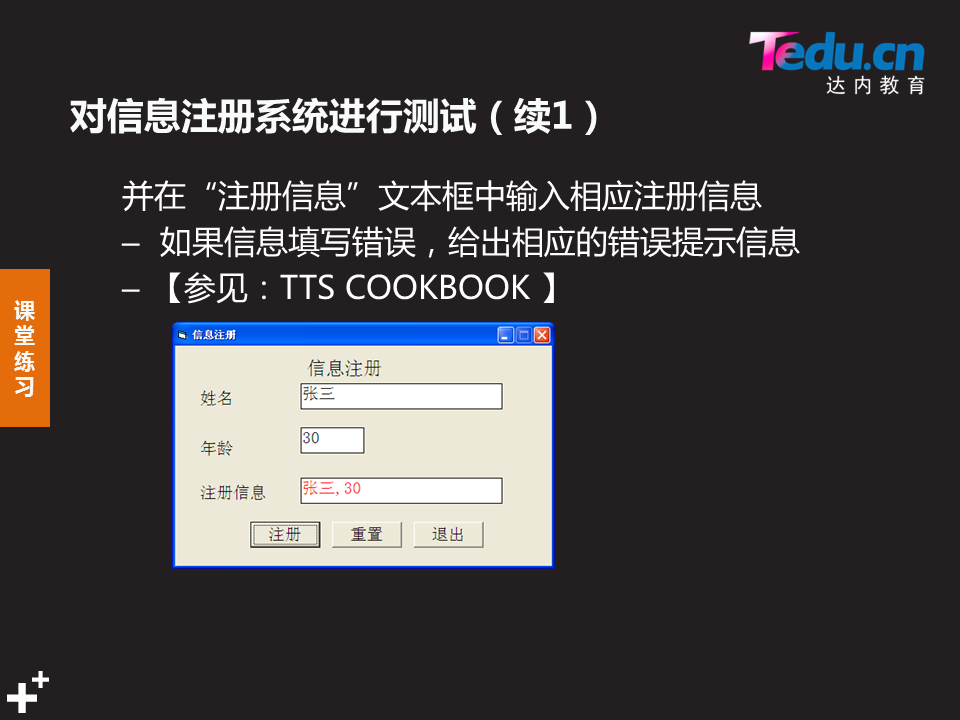 Tedu.cn
达内教育
对信息注册系统进行测试（续1）
并在“注册信息”文本框中输入相应注册信息
– 如果信息填写错误，给出相应的错误提示信息
– 【参见：TTS COOKBOOK 】
课堂练习
信息注册
信息注册
姓名 张三
年龄 30
注册信息 张三,30
注册 重置 退出